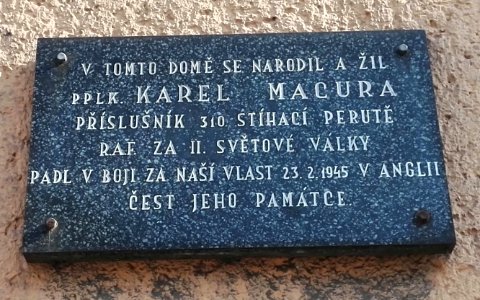 V TOMTO DOMĚ SE NARODIL A ŽIL
PPLK. KAREL MACURA
PŘÍSLUŠNÍK 310 STÍHACÍ PERUTĚ
RAF. ZA II. SVĚTOVÉ VÁLKY
PADL V BOJI ZA NAŠÍ VLAST 23. 2. 1945 V ANGLII
ČEST JEHO PAMÁTCE.